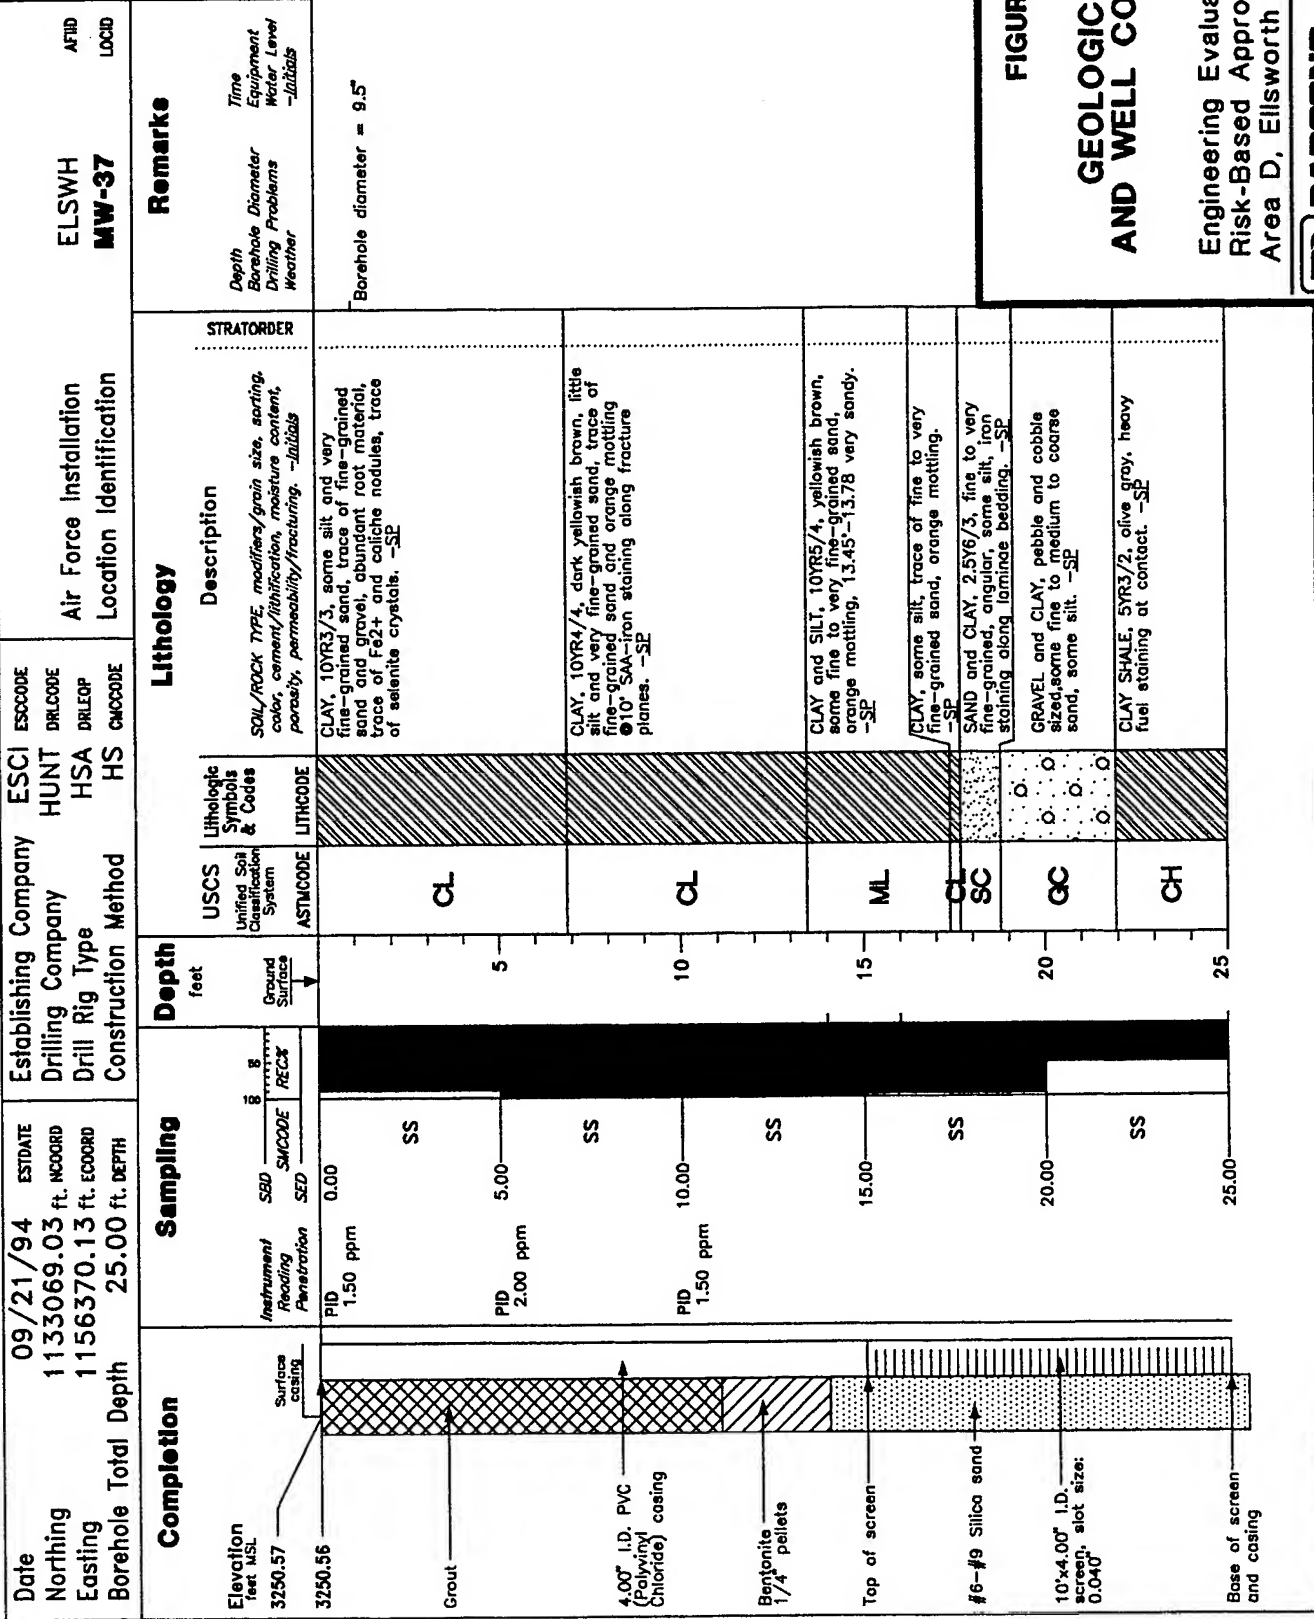 Date 09/21/94 ESTDATE
Northing 1133069.03 ft. NCOORD
Easting 1156370.13 ft. ECOORD
Borehole Total Depth 25.00 ft. DEPTH
Establishing Company ESCI ESCCODE
Drilling Company HUNT DRLCODE
Drill Rig Type HSA DRLEQP
Construction Method HS CMCCODE
Air Force Installation ELSWH AFIID
Location Identification MW-37 LOCID
Completion
Elevation
feet MSL
3250.57
3250.56
Surface
casing
Grout
4.00" I.D. PVC
(Polyvinyl
Chloride) casing
Bentonite
1/4" pellets
Top of screen
#6-#9 Silica sand
10'x4.00" I.D.
screen, slot size:
0.040"
Base of screen
and casing
Sampling
Instrument
Reading
Penetration
SBD
SMCODE
SED
100
RECX
PID
1.50 ppm
PID
2.00 ppm
PID
1.50 ppm
0.00
SS
5.00
SS
10.00
SS
15.00
SS
20.00
SS
25.00
Depth
feet
Ground
Surface
5
10
15
20
25
Lithology
USCS
Unified Soil
Classification
System
ASTMCODE
Lithologic
Symbols
& Codes
LITHCODE
Description
SOIL/ROCK TYPE, modifiers/grain size, sorting,
color, cement/lithification, moisture content,
porosity, permeability/fracturing. -Initials
STRATORDER
CL
CLAY, 10YR3/3, some silt and very
fine-grained sand, trace of fine-grained
sand and gravel, abundant root material,
trace of Fe2+ and caliche nodules, trace
of selenite crystals. -SP
CL
CLAY, 10YR4/4, dark yellowish brown, little
silt and very fine-grained sand, trace of
fine-grained sand and orange mottling
@10' SAA-iron staining along fracture
planes. -SP
ML
CLAY and SILT, 10YR5/4, yellowish brown,
some fine to very fine-grained sand,
orange mottling, 13.45'-13.78 very sandy.
-SP
CL
CLAY, some silt, trace of fine to very
fine-grained sand, orange mottling.
-SP
SC
SAND and CLAY, 2.5Y6/3, fine to very
fine-grained, angular, some silt, iron
staining along laminae bedding. -SP
GC
GRAVEL and CLAY, pebble and cobble
sized,some fine to medium to coarse
sand, some silt. -SP
CH
CLAY SHALE, 5YR3/2, olive gray, heavy
fuel staining at contact. -SP
Remarks
Depth
Borehole Diameter
Drilling Problems
Weather
Time
Equipment
Water Level
-Initials
Borehole diameter = 9.5"
FIGUR
GEOLOGIC
AND WELL CO
Engineering Evalua
Risk-Based Appro
Area D, Ellsworth